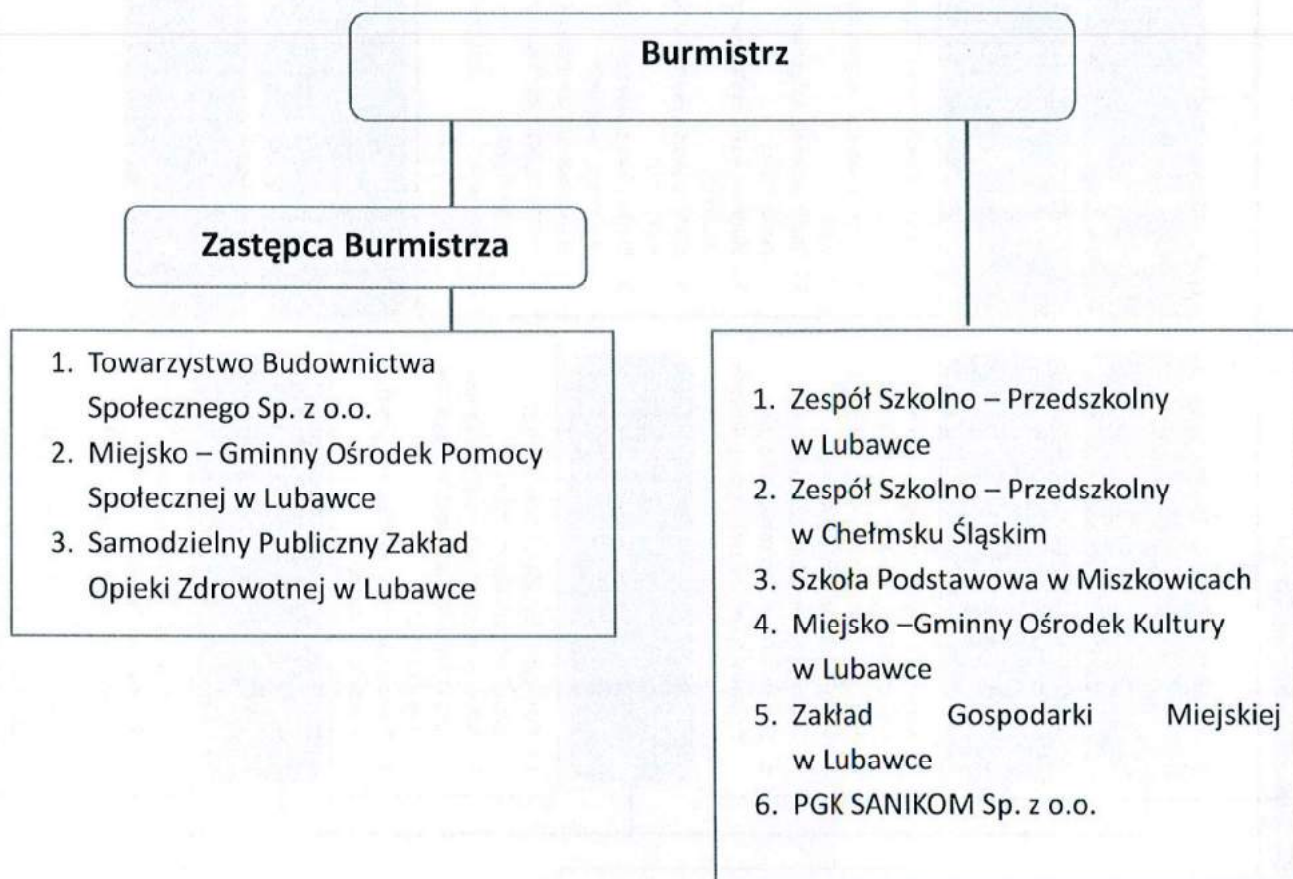 Burmistrz
Zastępca Burmistrza
1. Towarzystwo Budownictwa
Społecznego Sp. z o.o.
2. Miejsko – Gminny Ośrodek Pomocy
Społecznej w Lubawce
3. Samodzielny Publiczny Zakład
Opieki Zdrowotnej w Lubawce
1. Zespół Szkolno – Przedszkolny
w Lubawce
2. Zespół Szkolno – Przedszkolny
w Chełmsku Śląskim
3. Szkoła Podstawowa w Miszkowicach
4. Miejsko –Gminny Ośrodek Kultury
w Lubawce
5. Zakład Gospodarki Miejskiej
w Lubawce
6. PGK SANIKOM Sp. z o.o.